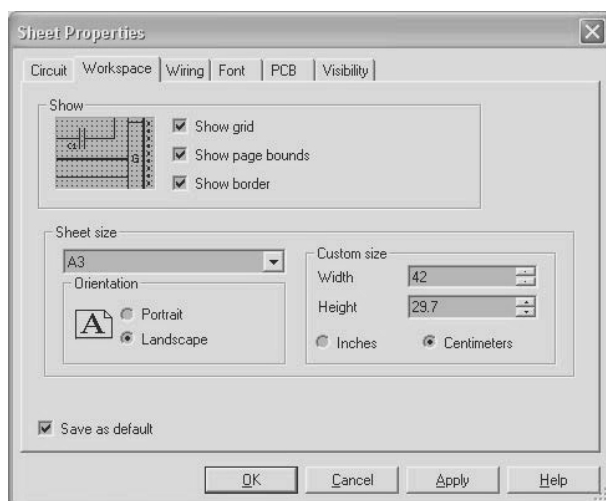 Sheet Properties
Circuit Workspace Wiring Font PCB Visibility
Show
C1
G
Show grid
Show page bounds
Show border
Sheet size
A3
Orientation
A
Portrait
Landscape
Custom size
Width 42
Height 29.7
Inches Centimeters
Save as default
OK Cancel Apply Help